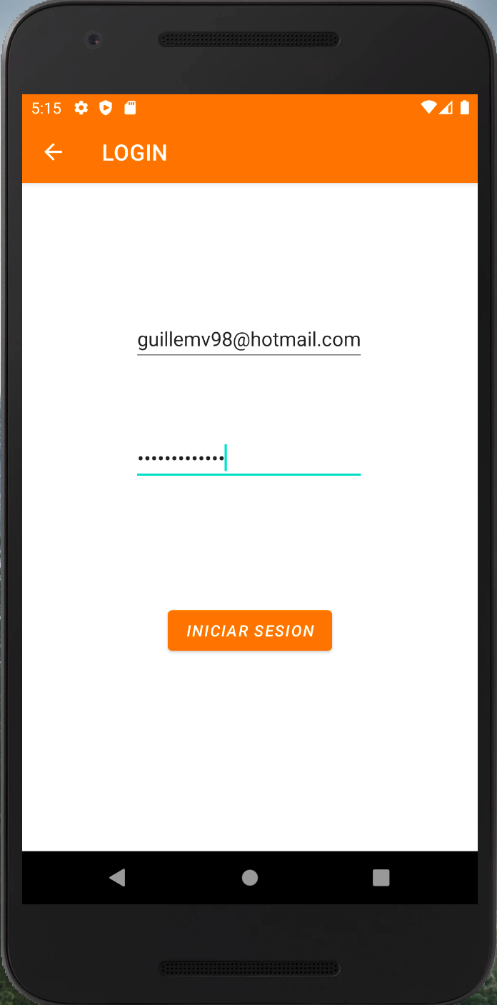 5:15
LOGIN
guillemv98@hotmail.com
•••••••••••••
INICIAR SESION